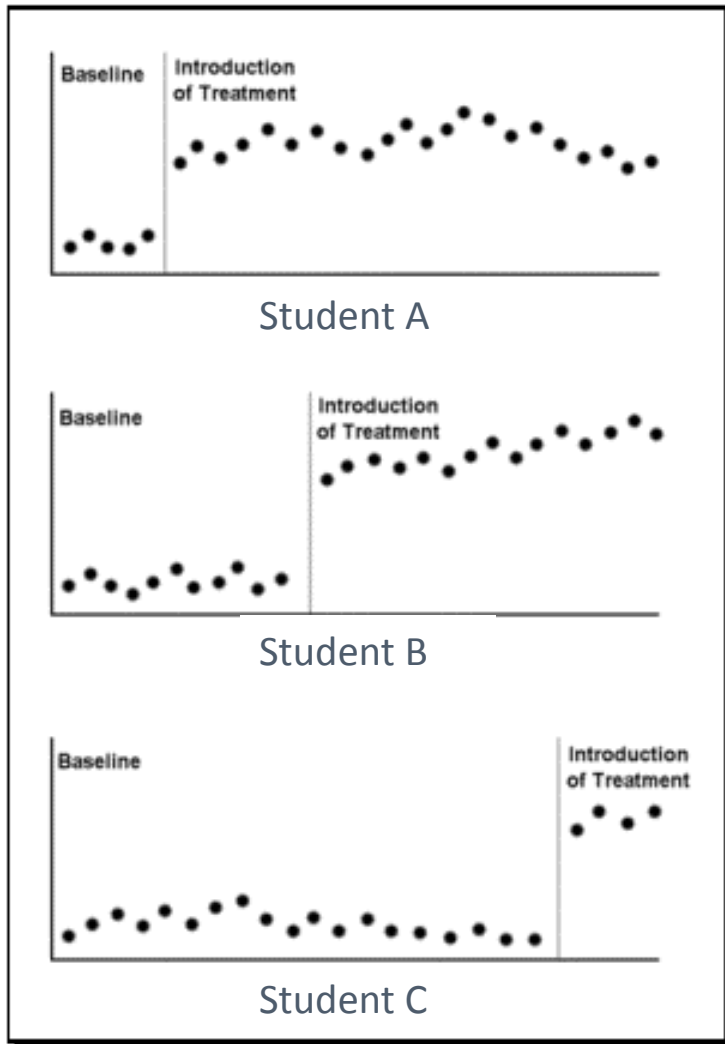 Baseline
Introduction
of Treatment
Student A
Baseline
Introduction
of Treatment
Student B
Baseline
Introduction
of Treatment
Student C